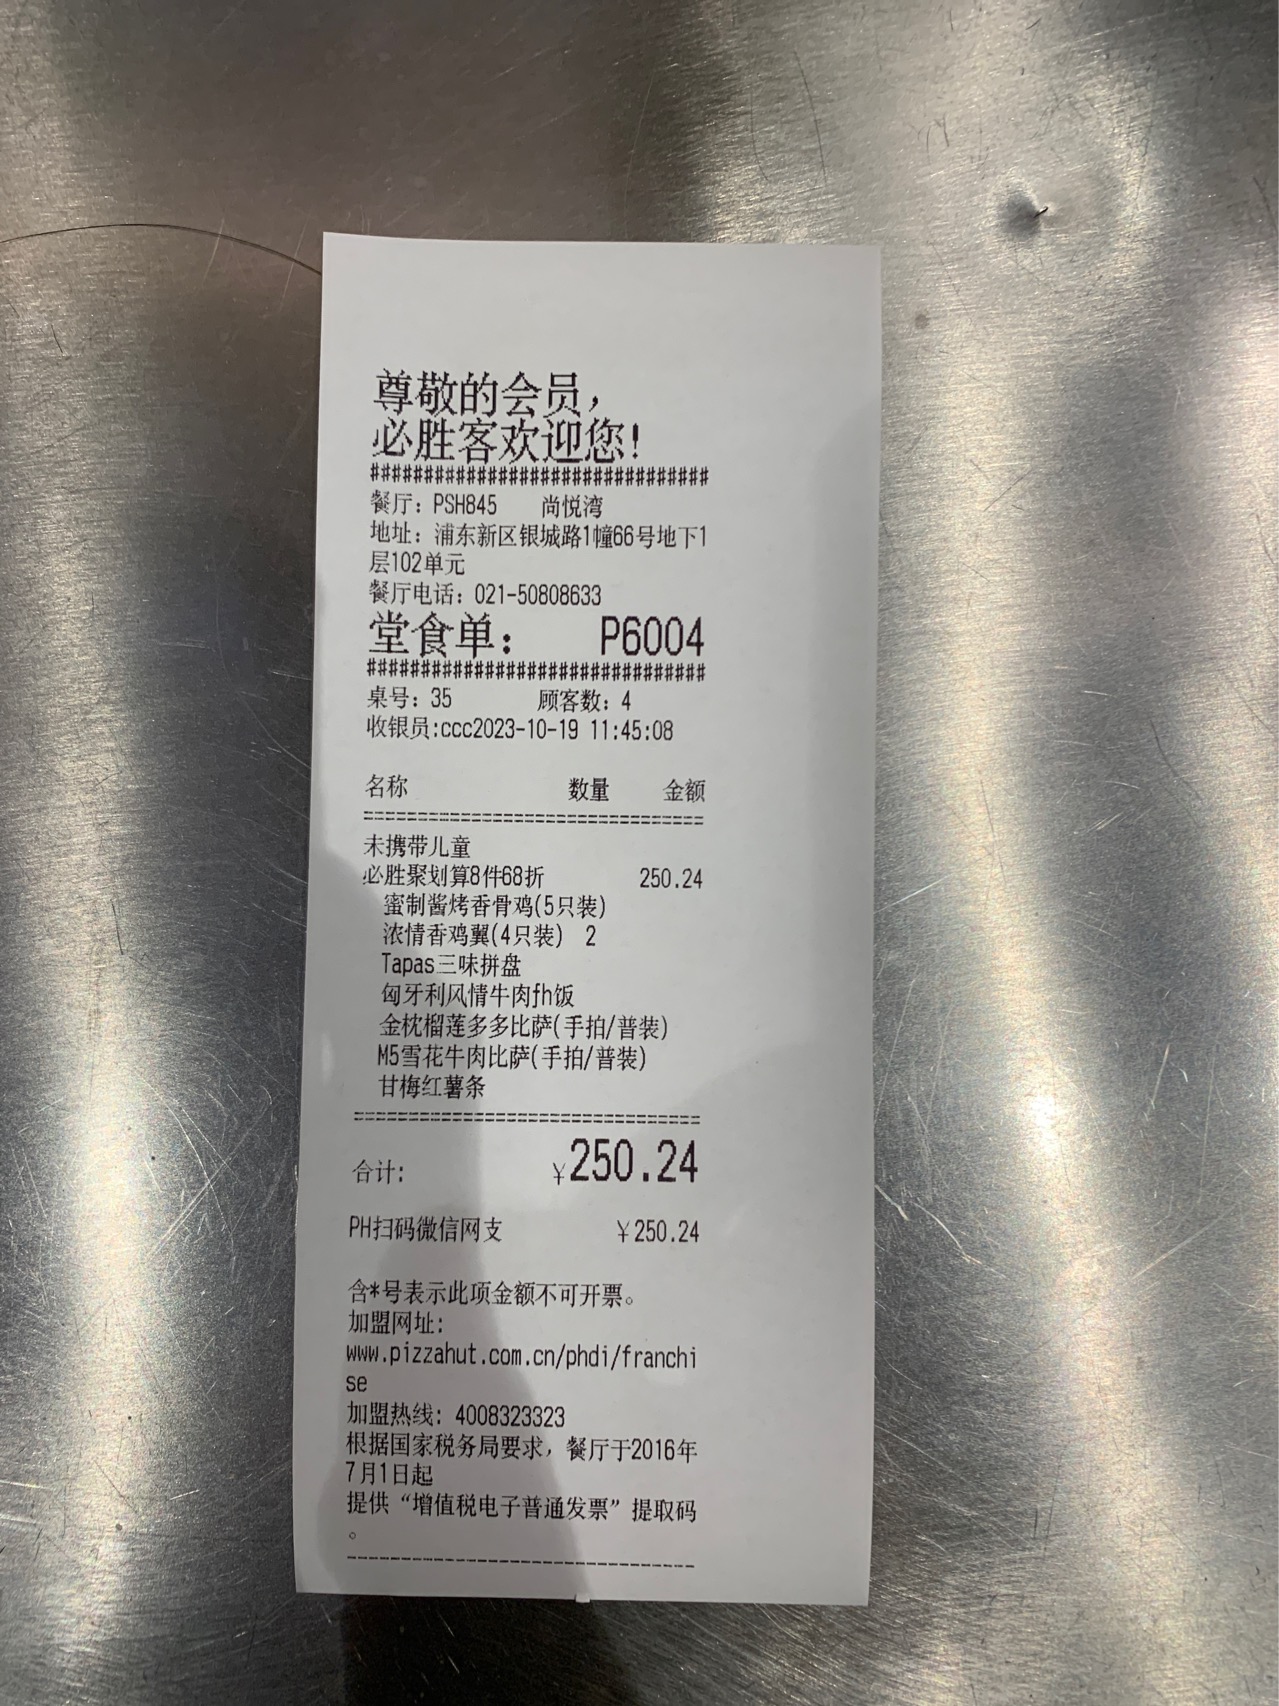 尊敬的会员，
必胜客欢迎您!
################################
餐厅: PSH845 尚悦湾
地址: 浦东新区银城路1幢66号地下1
层102单元
餐厅电话: 021-50808633
堂食单: P6004
################################
桌号: 35 顾客数: 4
收银员:ccc2023-10-19 11:45:08
名称 数量 金额
================================
未携带儿童
必胜聚划算8件68折 250.24
蜜制酱烤香骨鸡(5只装)
浓情香鸡翼(4只装) 2
Tapas三味拼盘
匈牙利风情牛肉fh饭
金枕榴莲多多比萨(手拍/普装)
M5雪花牛肉比萨(手拍/普装)
甘梅红薯条
================================
合计: ￥250.24
PH扫码微信网支 ￥250.24
含*号表示此项金额不可开票。
加盟网址:
www.pizzahut.com.cn/phdi/franchi
se
加盟热线: 4008323323
根据国家税务局要求，餐厅于2016年
7月1日起
提供“增值税电子普通发票”提取码
。
--------------------------------